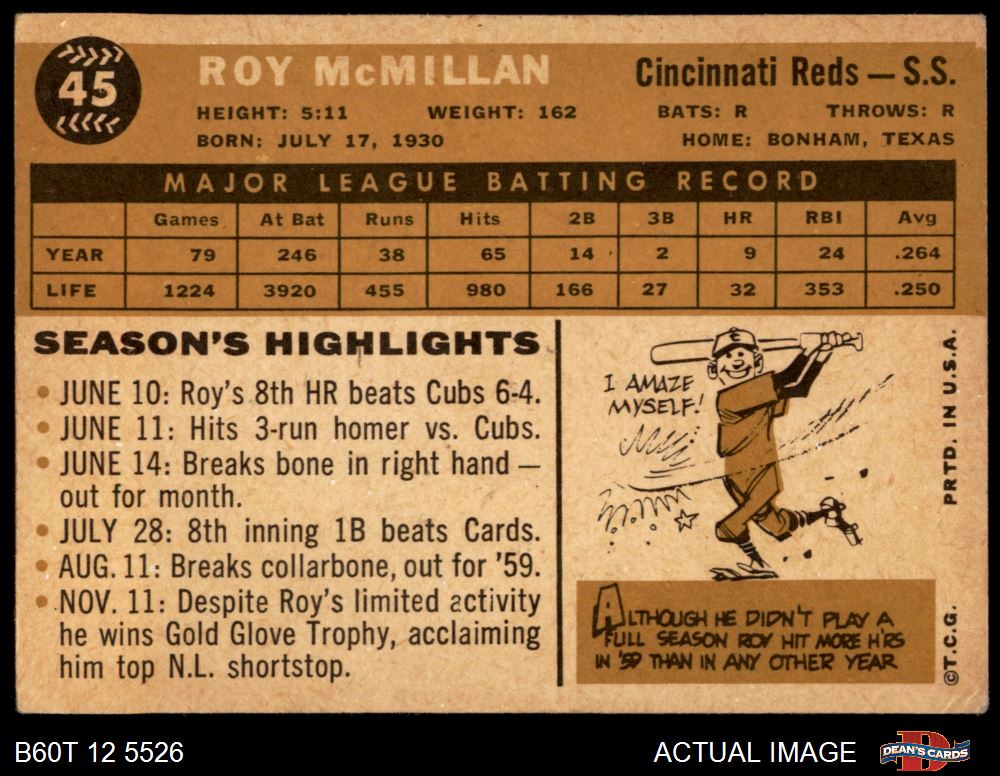 45
ROY McMILLAN
Cincinnati Reds — S.S.
HEIGHT: 5:11 WEIGHT: 162 BATS: R THROWS: R
BORN: JULY 17, 1930 HOME: BONHAM, TEXAS
MAJOR LEAGUE BATTING RECORD
Games At Bat Runs Hits 2B 3B HR RBI Avg
YEAR 79 246 38 65 14 2 9 24 .264
LIFE 1224 3920 455 980 166 27 32 353 .250
SEASON'S HIGHLIGHTS
• JUNE 10: Roy's 8th HR beats Cubs 6-4.
• JUNE 11: Hits 3-run homer vs. Cubs.
• JUNE 14: Breaks bone in right hand —
out for month.
• JULY 28: 8th inning 1B beats Cards.
• AUG. 11: Breaks collarbone, out for '59.
• NOV. 11: Despite Roy's limited activity
he wins Gold Glove Trophy, acclaiming
him top N.L. shortstop.
I AMAZE
MYSELF!
C
ALTHOUGH HE DIDN'T PLAY A
FULL SEASON ROY HIT MORE H'RS
IN '59 THAN IN ANY OTHER YEAR
©T.C.G. PRTD. IN U.S.A.
B60T 12 5526
ACTUAL IMAGE
D
DEAN'S CARDS